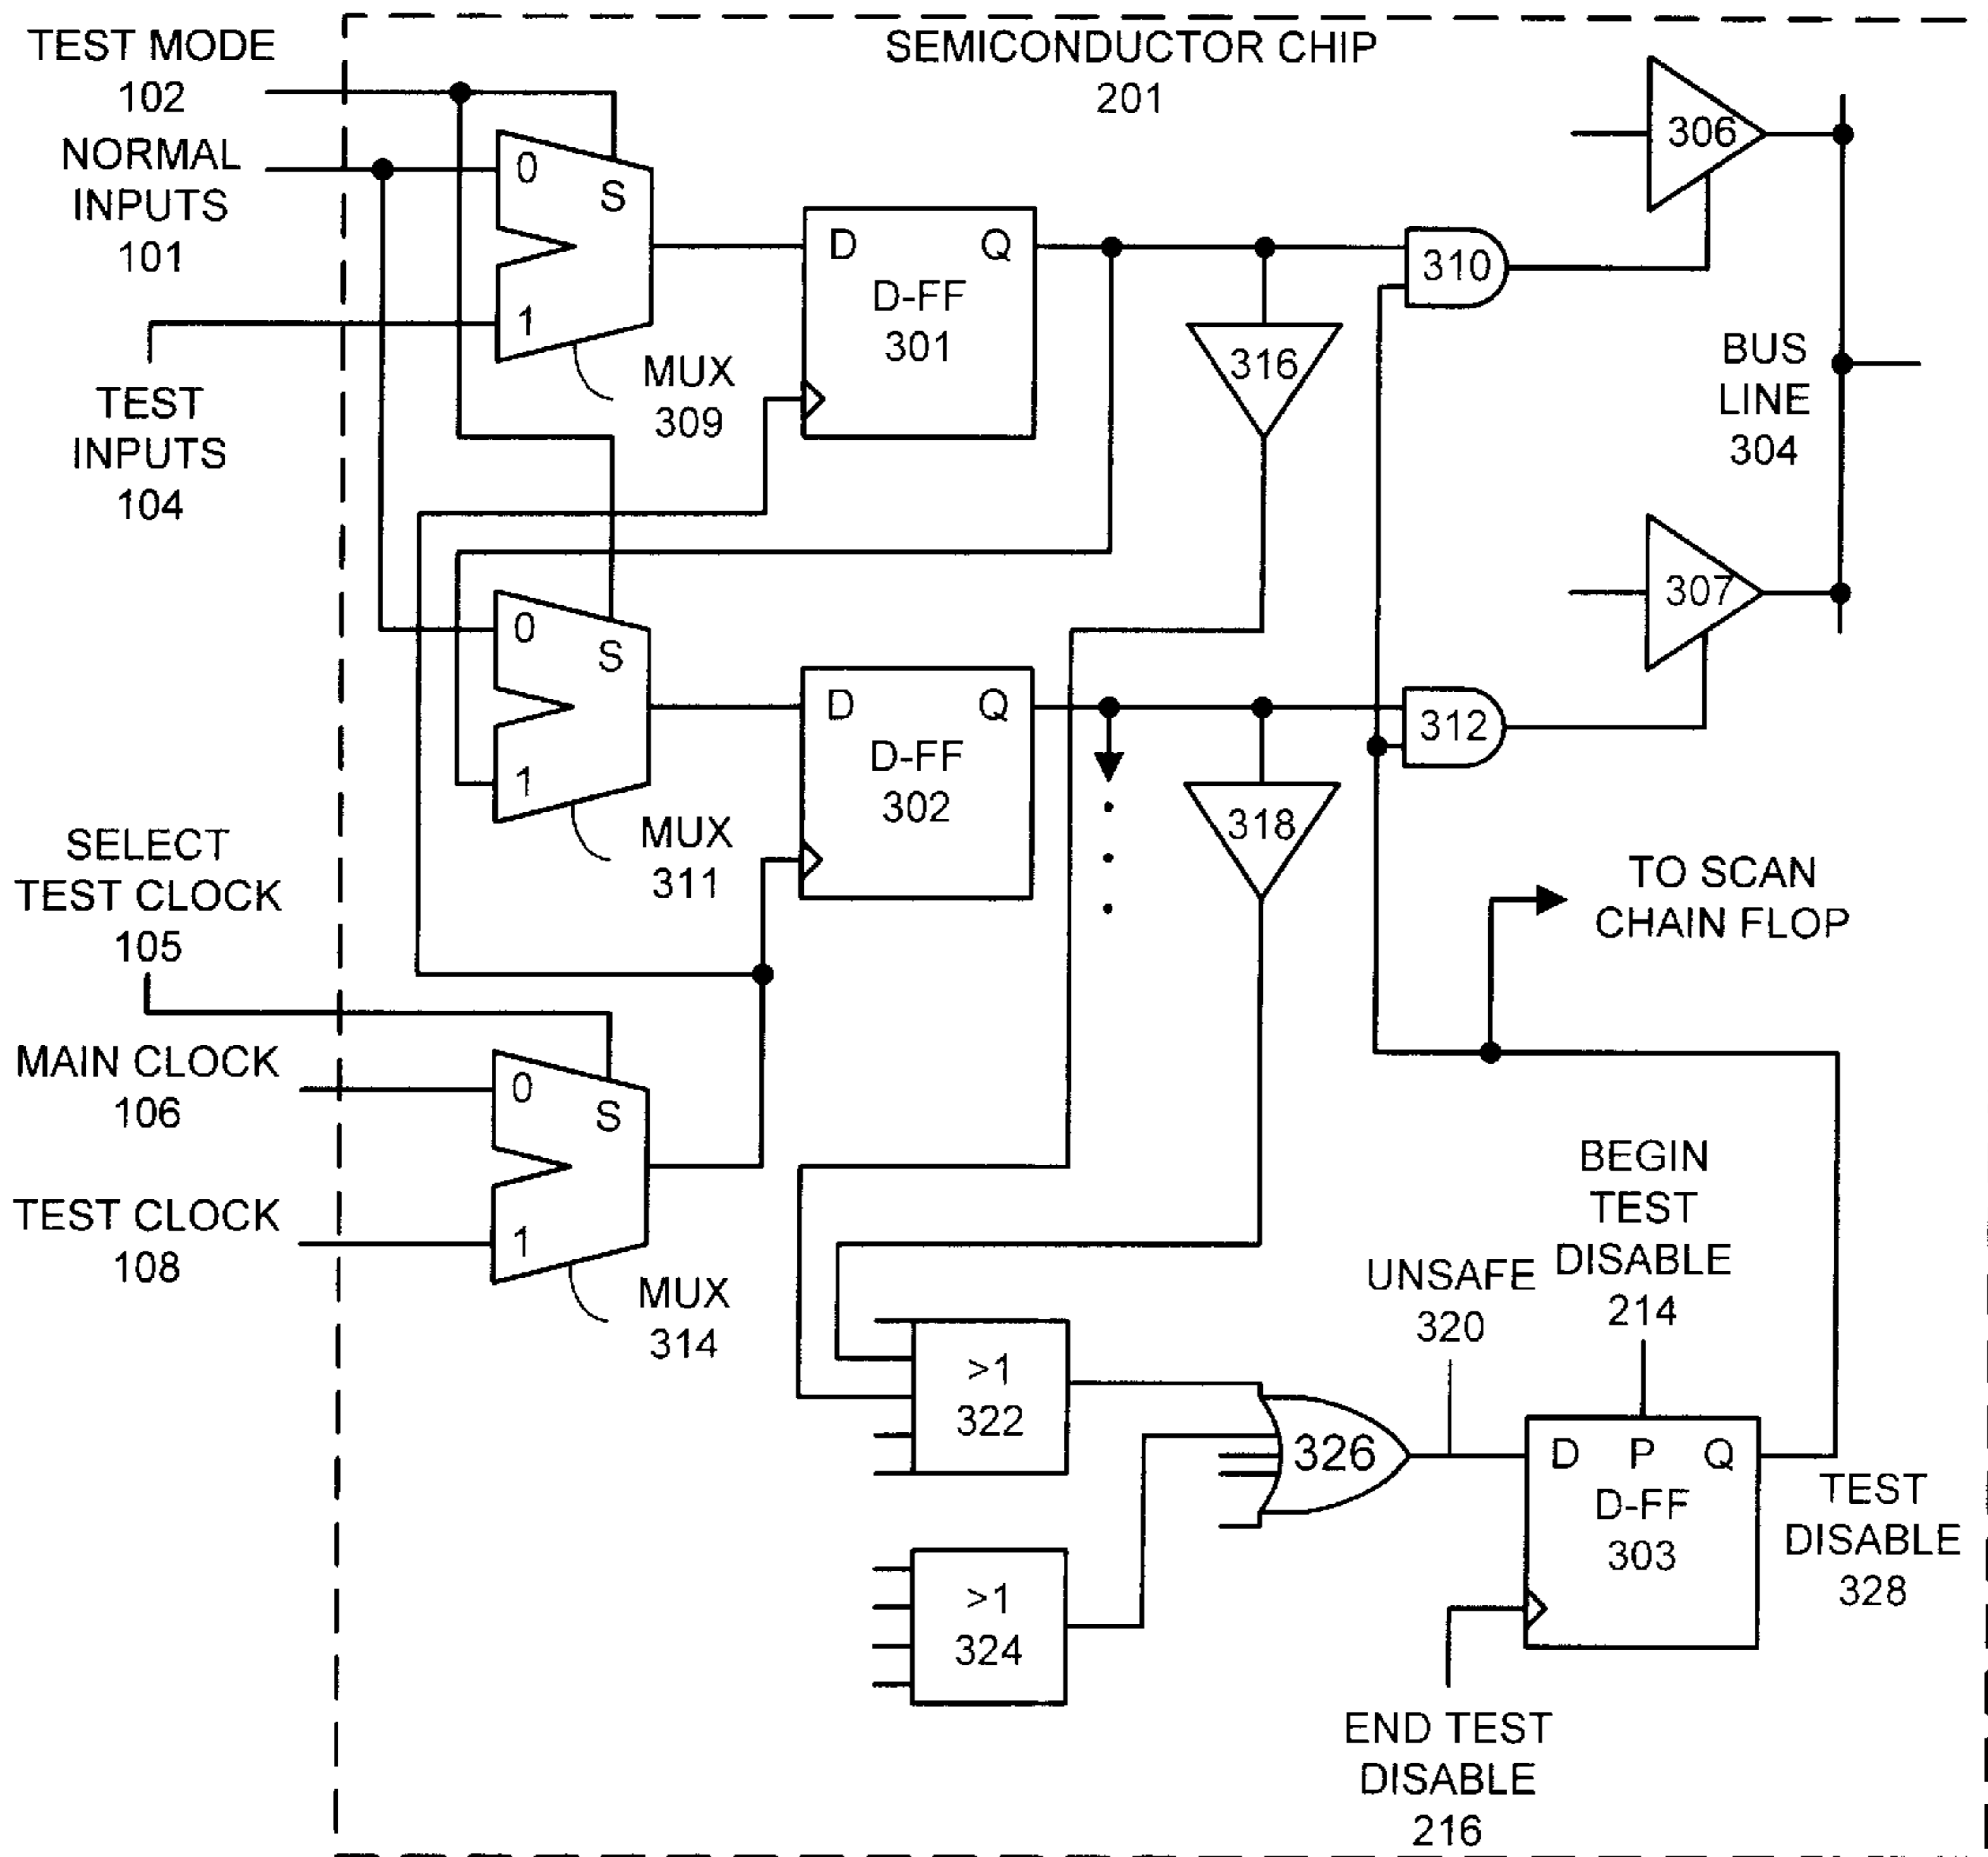 SEMICONDUCTOR CHIP
201
TEST MODE
102
NORMAL
INPUTS
101
TEST
INPUTS
104
0
S
1
MUX
309
D Q
D-FF
301
310
306
316
BUS
LINE
304
307
0
S
1
MUX
311
D Q
D-FF
302
312
318
TO SCAN
CHAIN FLOP
SELECT
TEST CLOCK
105
MAIN CLOCK
106
TEST CLOCK
108
0
S
1
MUX
314
>1
322
>1
324
326
UNSAFE
320
BEGIN
TEST
DISABLE
214
D P Q
D-FF
303
TEST
DISABLE
328
END TEST
DISABLE
216